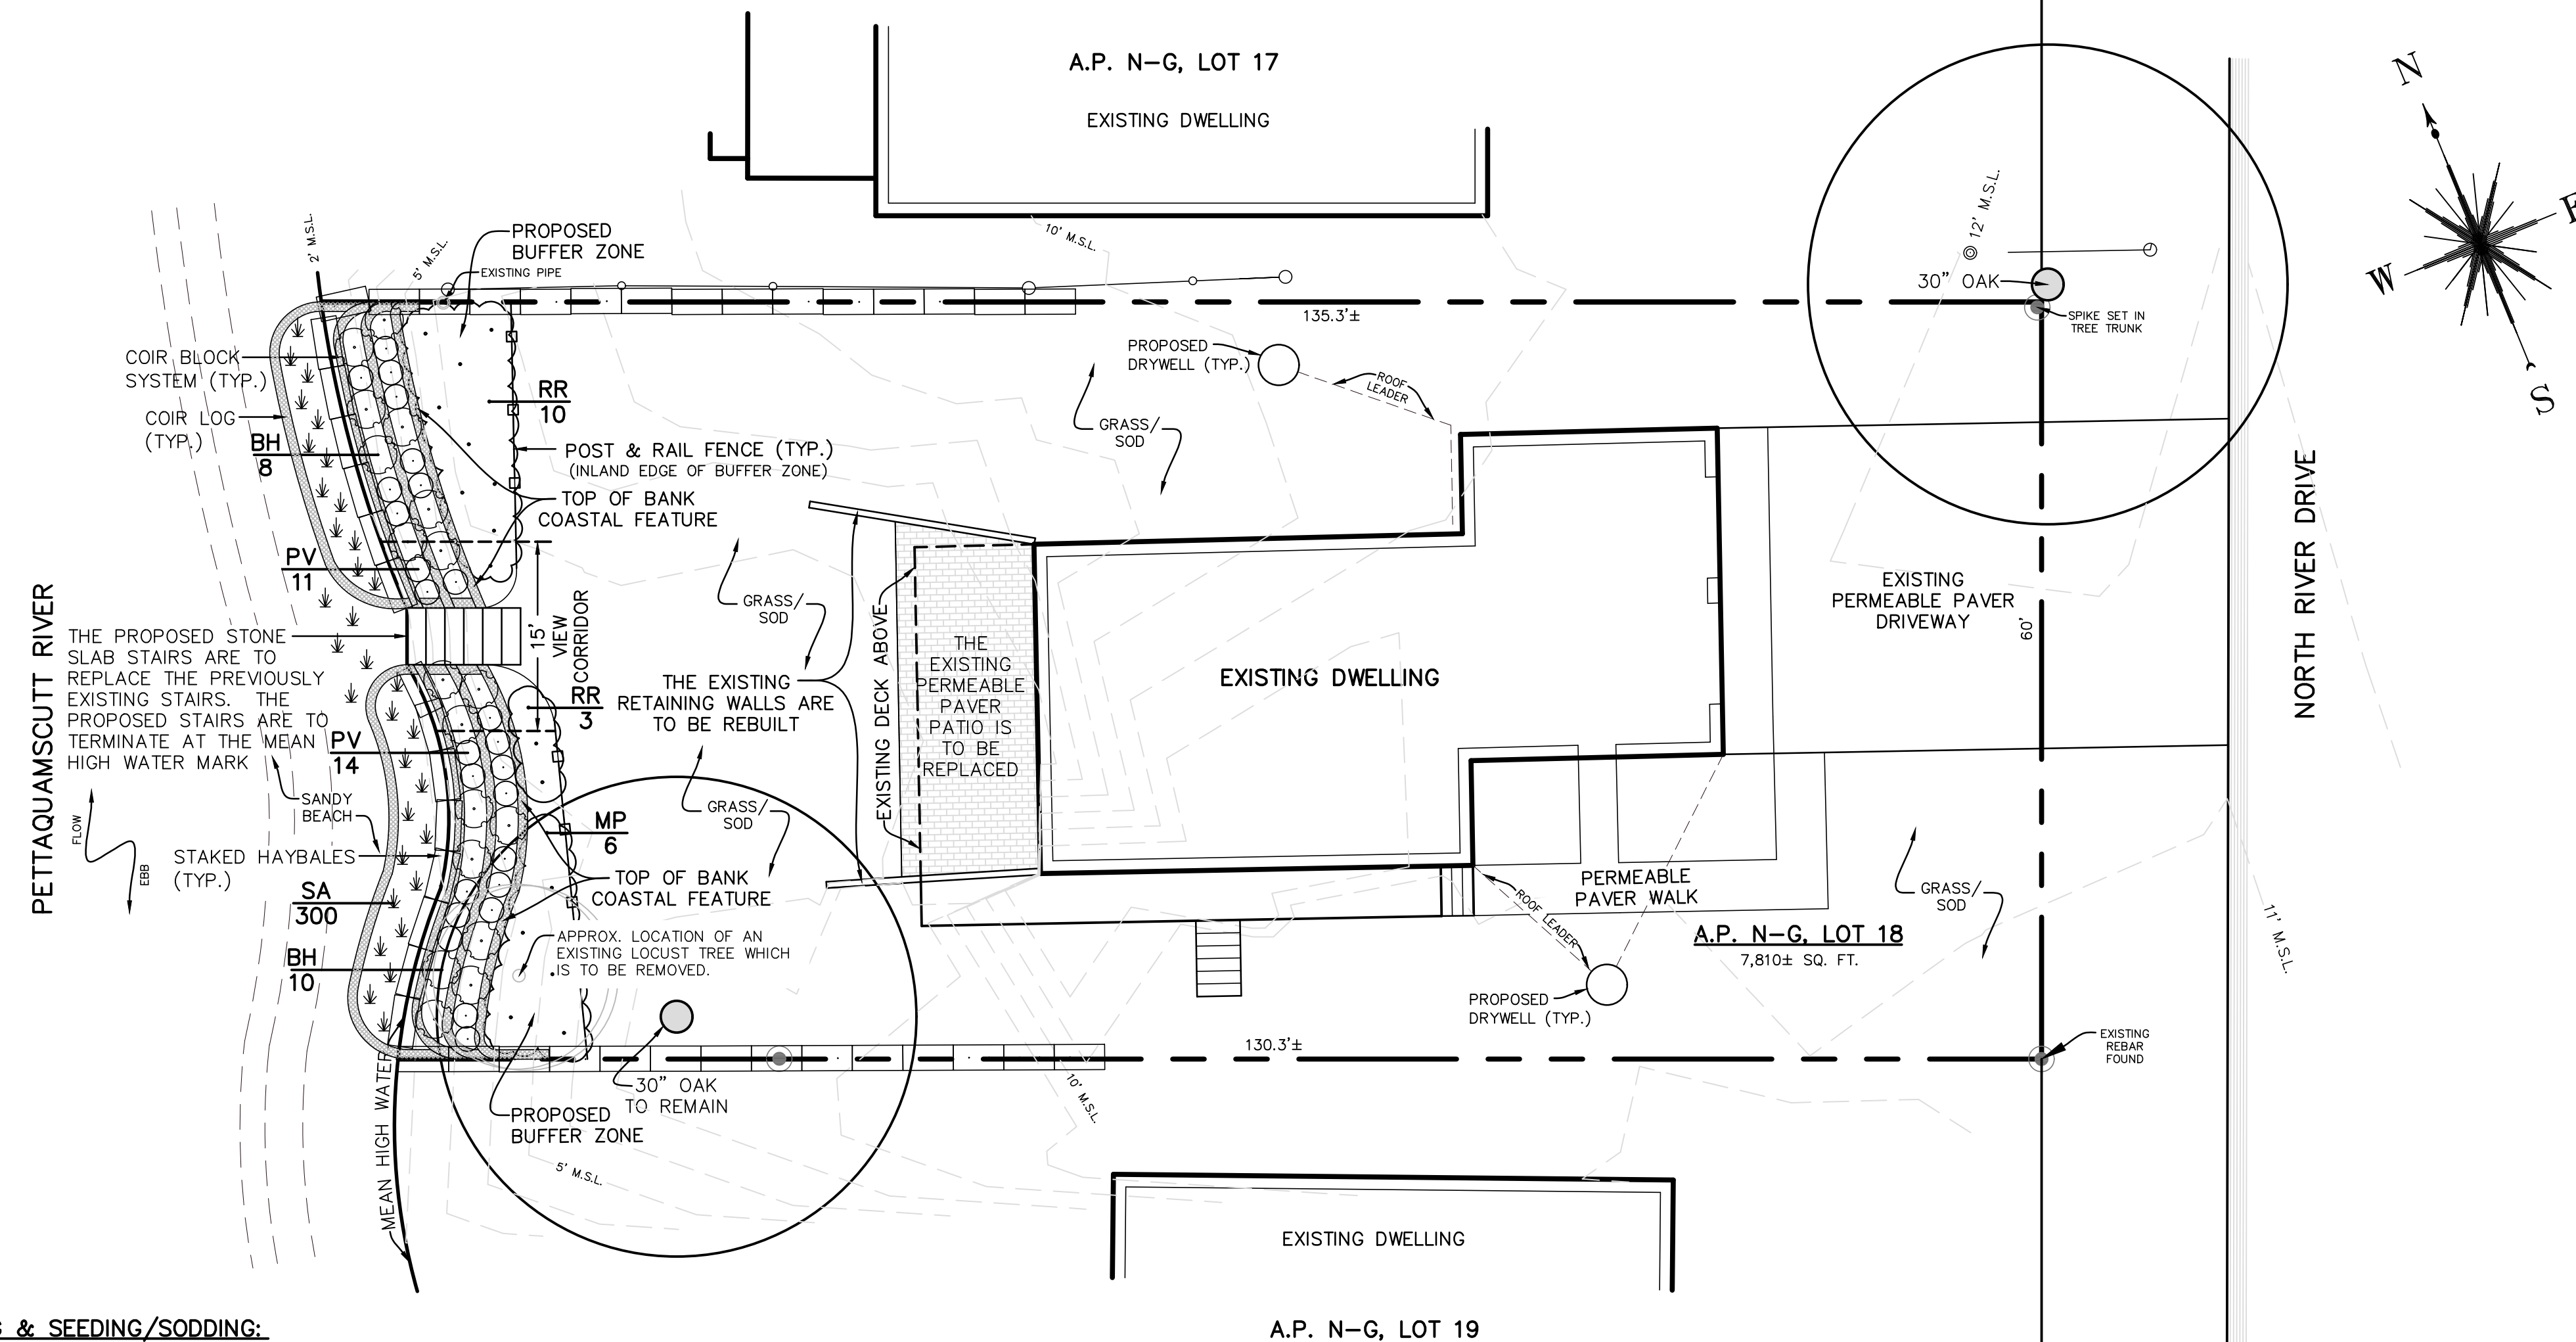 A.P. N–G, LOT 17
EXISTING DWELLING
N
E
W
S
2' M.S.L.
5' M.S.L.
PROPOSED
BUFFER ZONE
EXISTING PIPE
10' M.S.L.
12' M.S.L.
30" OAK
SPIKE SET IN
TREE TRUNK
135.3'±
COIR BLOCK
SYSTEM (TYP.)
COIR LOG
(TYP.)
BH
8
RR
10
POST & RAIL FENCE (TYP.)
(INLAND EDGE OF BUFFER ZONE)
TOP OF BANK
COASTAL FEATURE
PROPOSED
DRYWELL (TYP.)
ROOF
LEADER
GRASS/
SOD
PV
11
15'
VIEW
CORRIDOR
GRASS/
SOD
PETTAQUAMSCUTT RIVER
THE PROPOSED STONE
SLAB STAIRS ARE TO
REPLACE THE PREVIOUSLY
EXISTING STAIRS.  THE
PROPOSED STAIRS ARE TO
TERMINATE AT THE MEAN
HIGH WATER MARK
RR
3
THE EXISTING
RETAINING WALLS ARE
TO BE REBUILT
EXISTING DECK ABOVE
THE
EXISTING
PERMEABLE
PAVER
PATIO IS
TO BE
REPLACED
EXISTING DWELLING
EXISTING
PERMEABLE PAVER
DRIVEWAY
60'
NORTH RIVER DRIVE
PV
14
SANDY
BEACH
FLOW
EBB
STAKED HAYBALES
(TYP.)
MP
6
GRASS/
SOD
TOP OF BANK
COASTAL FEATURE
SA
300
APPROX. LOCATION OF AN
EXISTING LOCUST TREE WHICH
IS TO BE REMOVED.
BH
10
PERMEABLE
PAVER WALK
ROOF LEADER
GRASS/
SOD
A.P. N–G, LOT 18
7,810± SQ. FT.
11' M.S.L.
PROPOSED
DRYWELL (TYP.)
130.3'±
EXISTING
REBAR
FOUND
30" OAK
TO REMAIN
PROPOSED
BUFFER ZONE
5' M.S.L.
10' M.S.L.
MEAN HIGH WATER
EXISTING DWELLING
& SEEDING/SODDING:
A.P. N–G, LOT 19